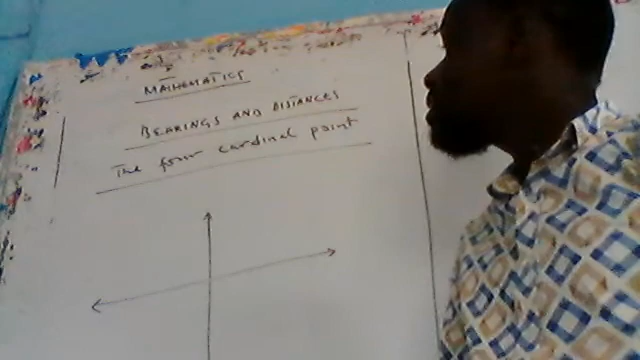 MATHEMATICS
BEARINGS AND DISTANCES
The four cardinal point